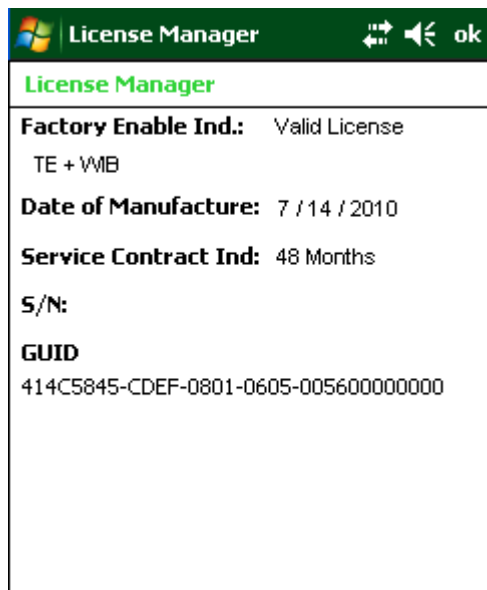 License Manager ok
License Manager
Factory Enable Ind.: Valid License
TE + WIB
Date of Manufacture: 7 / 14 / 2010
Service Contract Ind: 48 Months
S/N:
GUID
414C5845-CDEF-0801-0605-005600000000